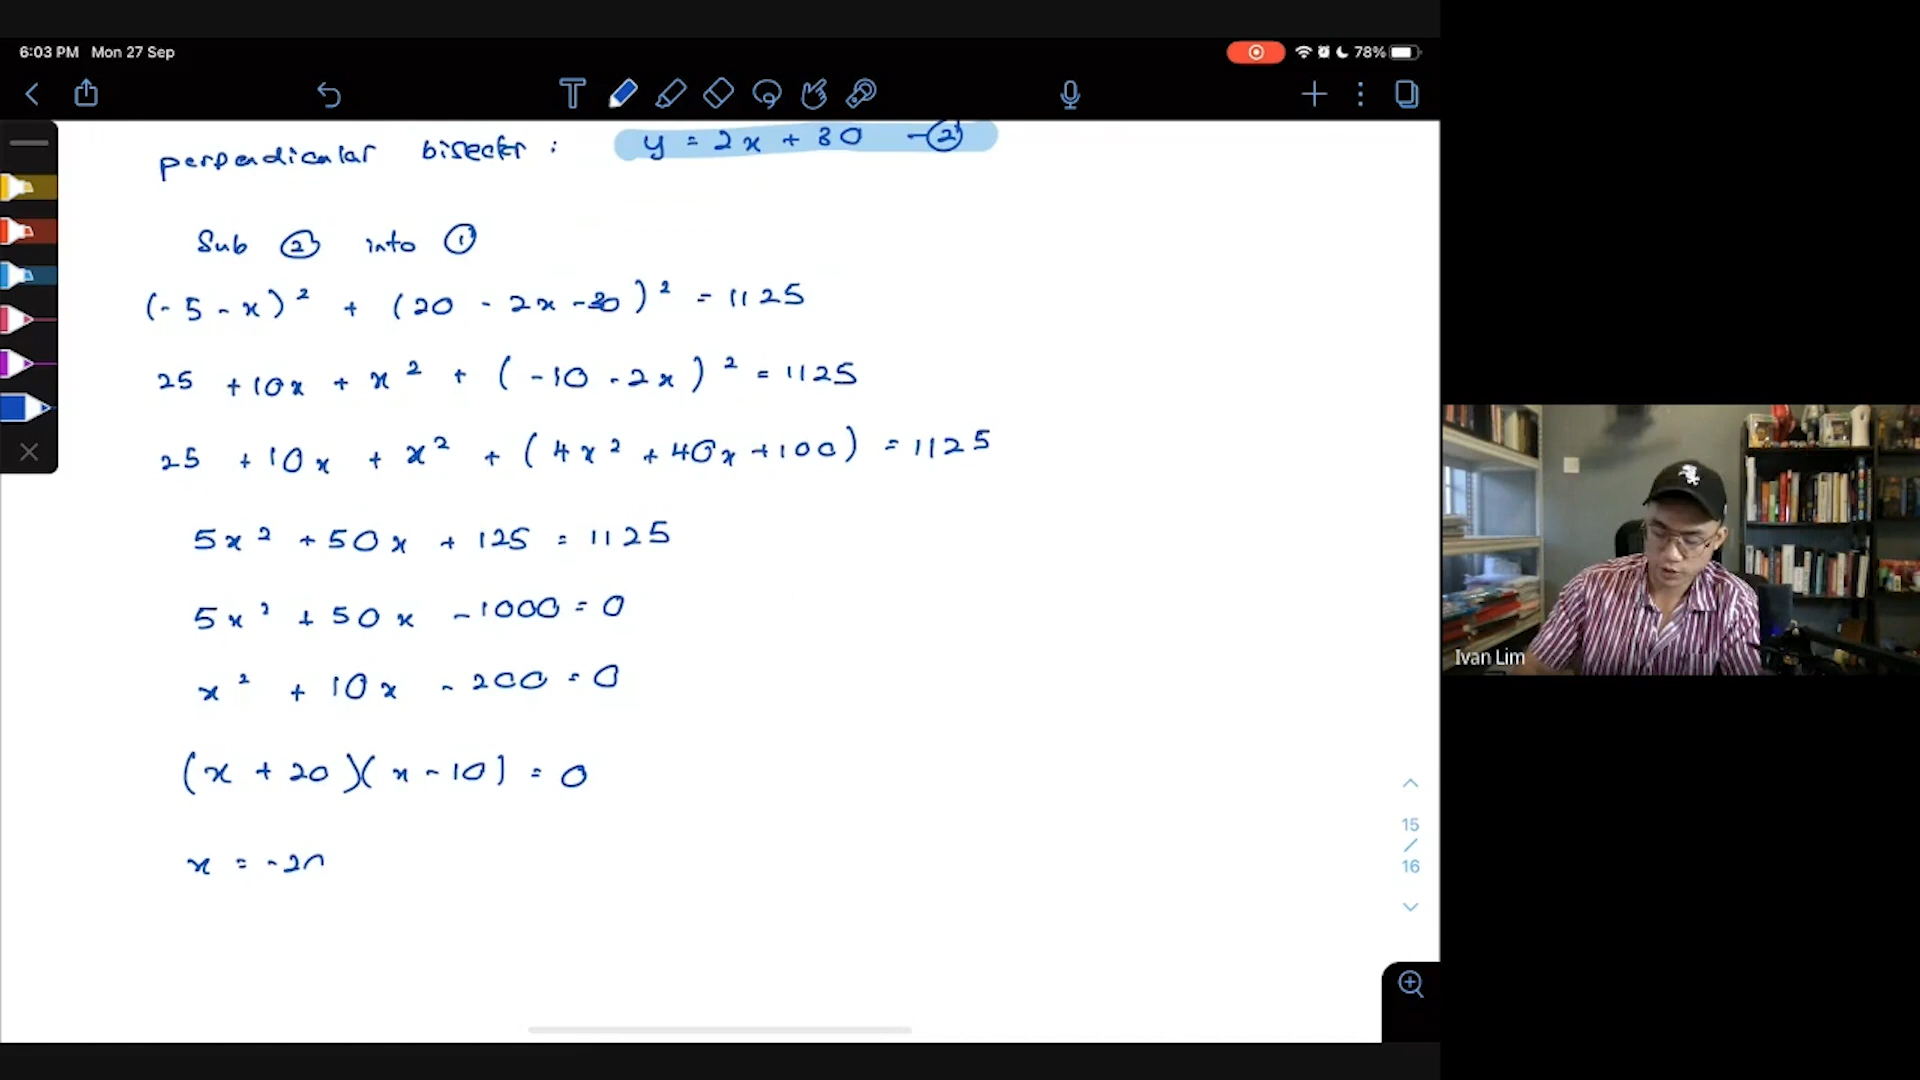 6:03 PM Mon 27 Sep
78%
perpendicular bisector : y = 2x + 30 - ②
Sub ② into ①
(-5 - x)² + (20 - 2x - 30)² = 1125
25 + 10x + x² + (-10 - 2x)² = 1125
25 + 10x + x² + (4x² + 40x + 100) = 1125
5x² + 50x + 125 = 1125
5x² + 50x - 1000 = 0
x² + 10x - 200 = 0
(x + 20)(x - 10) = 0
x = -20
15
/
16
Ivan Lim